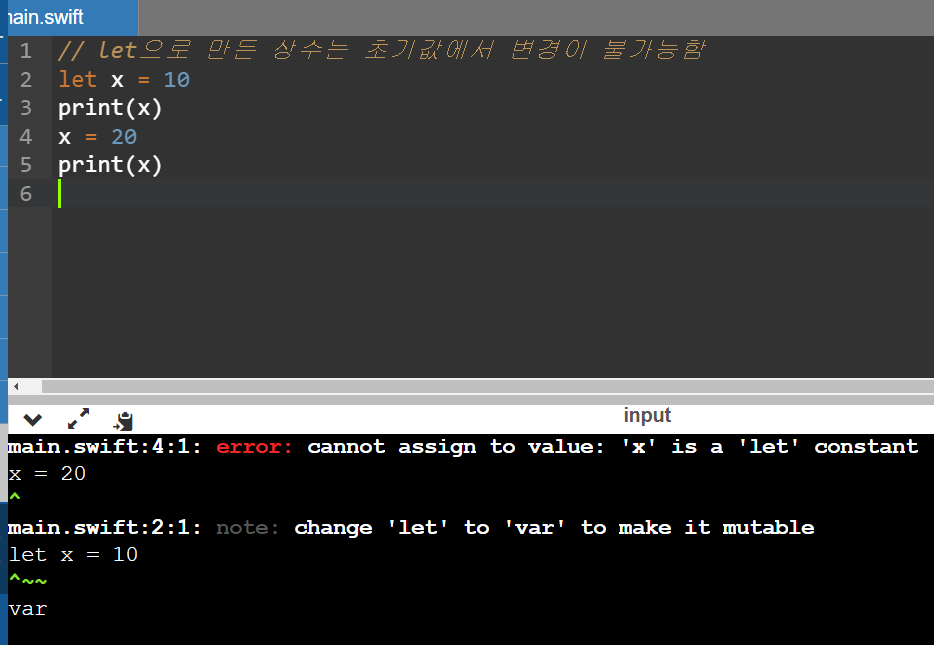 main.swift
1 // let으로 만든 상수는 초기값에서 변경이 불가능함
2 let x = 10
3 print(x)
4 x = 20
5 print(x)
6
input
main.swift:4:1: error: cannot assign to value: 'x' is a 'let' constant
x = 20
^
main.swift:2:1: note: change 'let' to 'var' to make it mutable
let x = 10
^~~
var